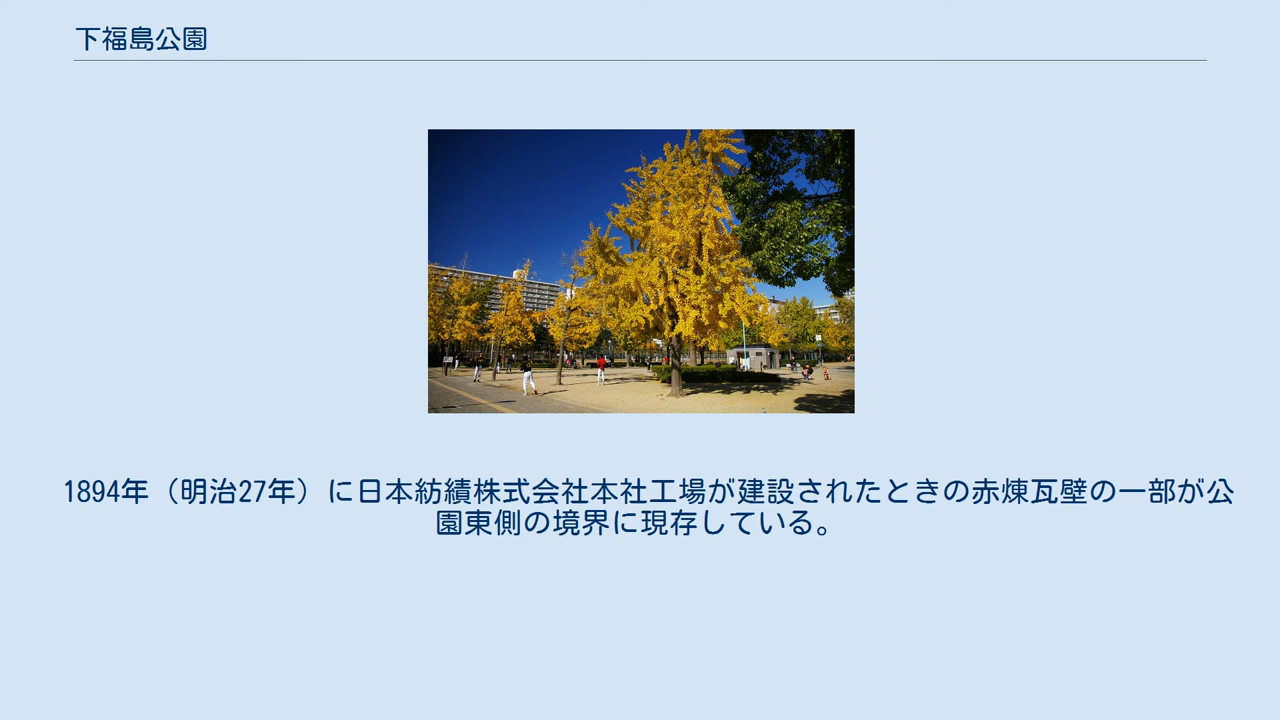 下福島公園
1894年（明治27年）に日本紡績株式会社本社工場が建設されたときの赤煉瓦壁の一部が公
園東側の境界に現存している。